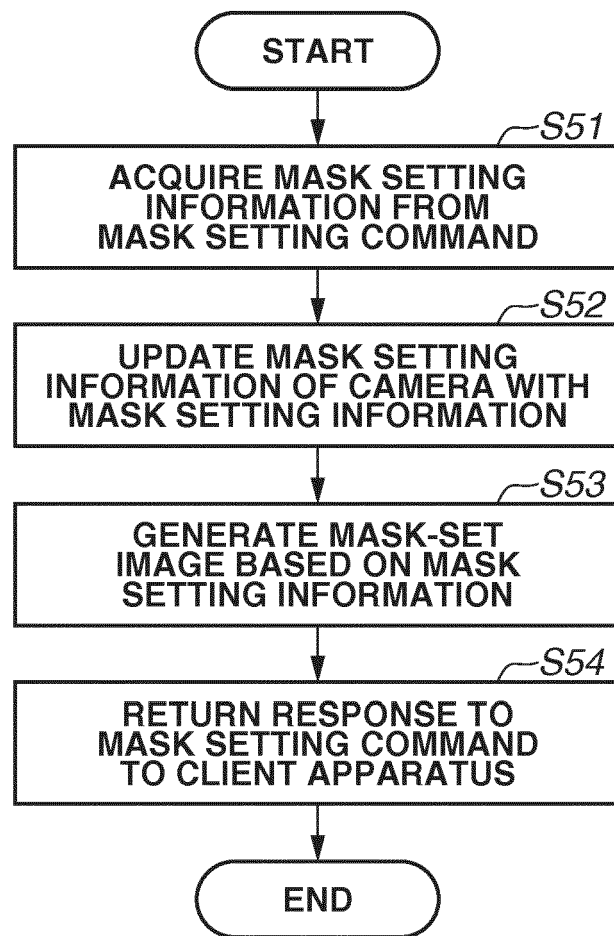 START
S51
ACQUIRE MASK SETTING
INFORMATION FROM
MASK SETTING COMMAND
S52
UPDATE MASK SETTING
INFORMATION OF CAMERA WITH
MASK SETTING INFORMATION
S53
GENERATE MASK-SET
IMAGE BASED ON MASK
SETTING INFORMATION
S54
RETURN RESPONSE TO
MASK SETTING COMMAND
TO CLIENT APPARATUS
END